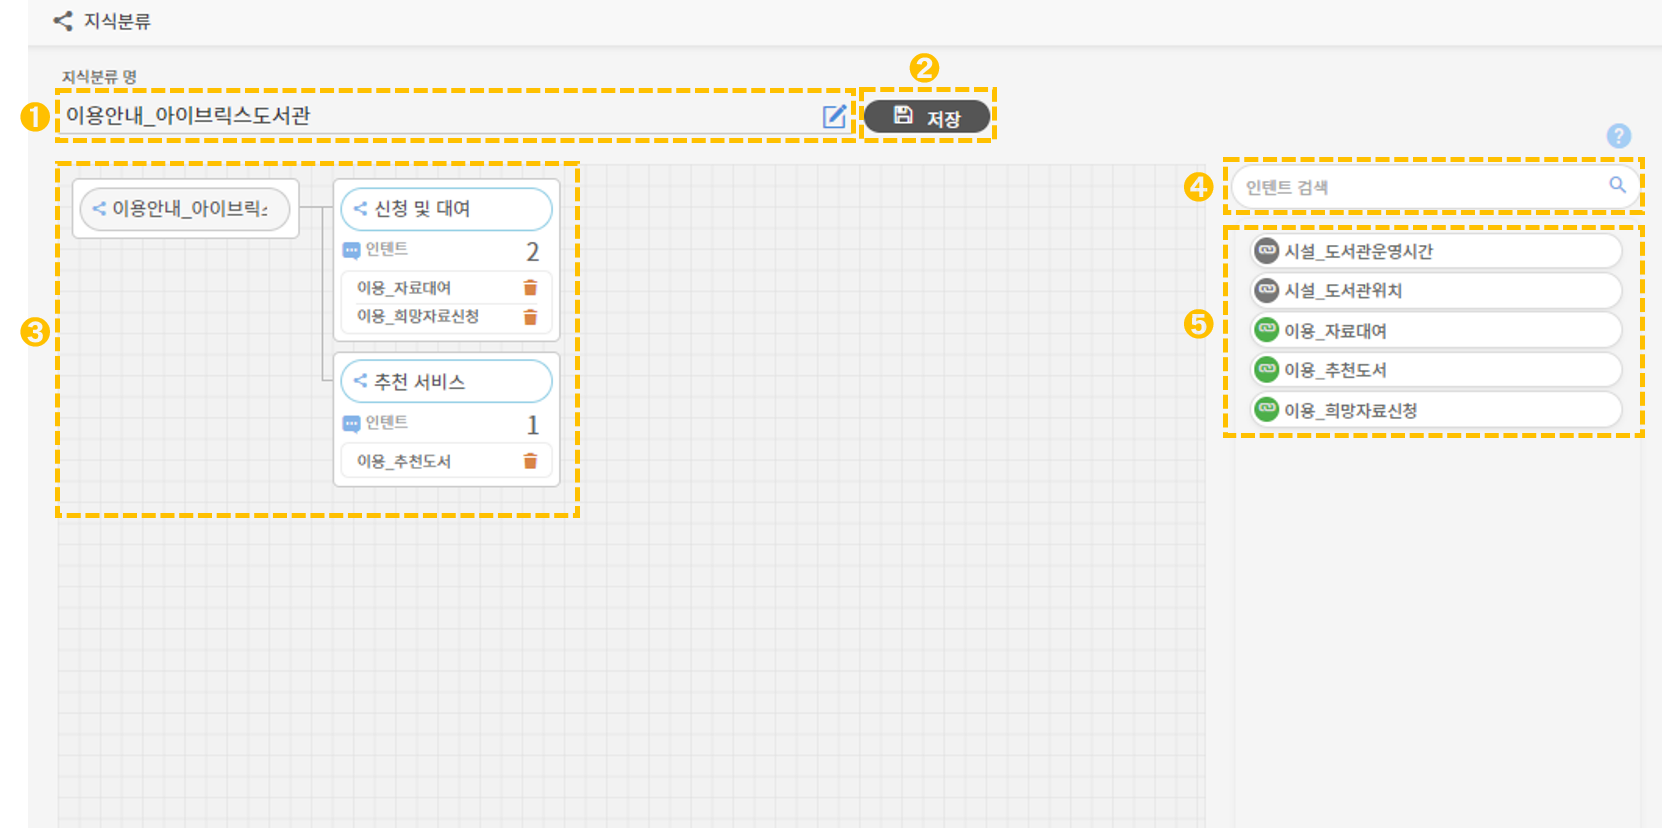 지식분류
지식분류 명
1
이용안내_아이브릭스도서관
2
저장
?
3
이용안내_아이브릭
신청 및 대여
인텐트 2
이용_자료대여
이용_희망자료신청
추천 서비스
인텐트 1
이용_추천도서
4
인텐트 검색
5
시설_도서관운영시간
시설_도서관위치
이용_자료대여
이용_추천도서
이용_희망자료신청